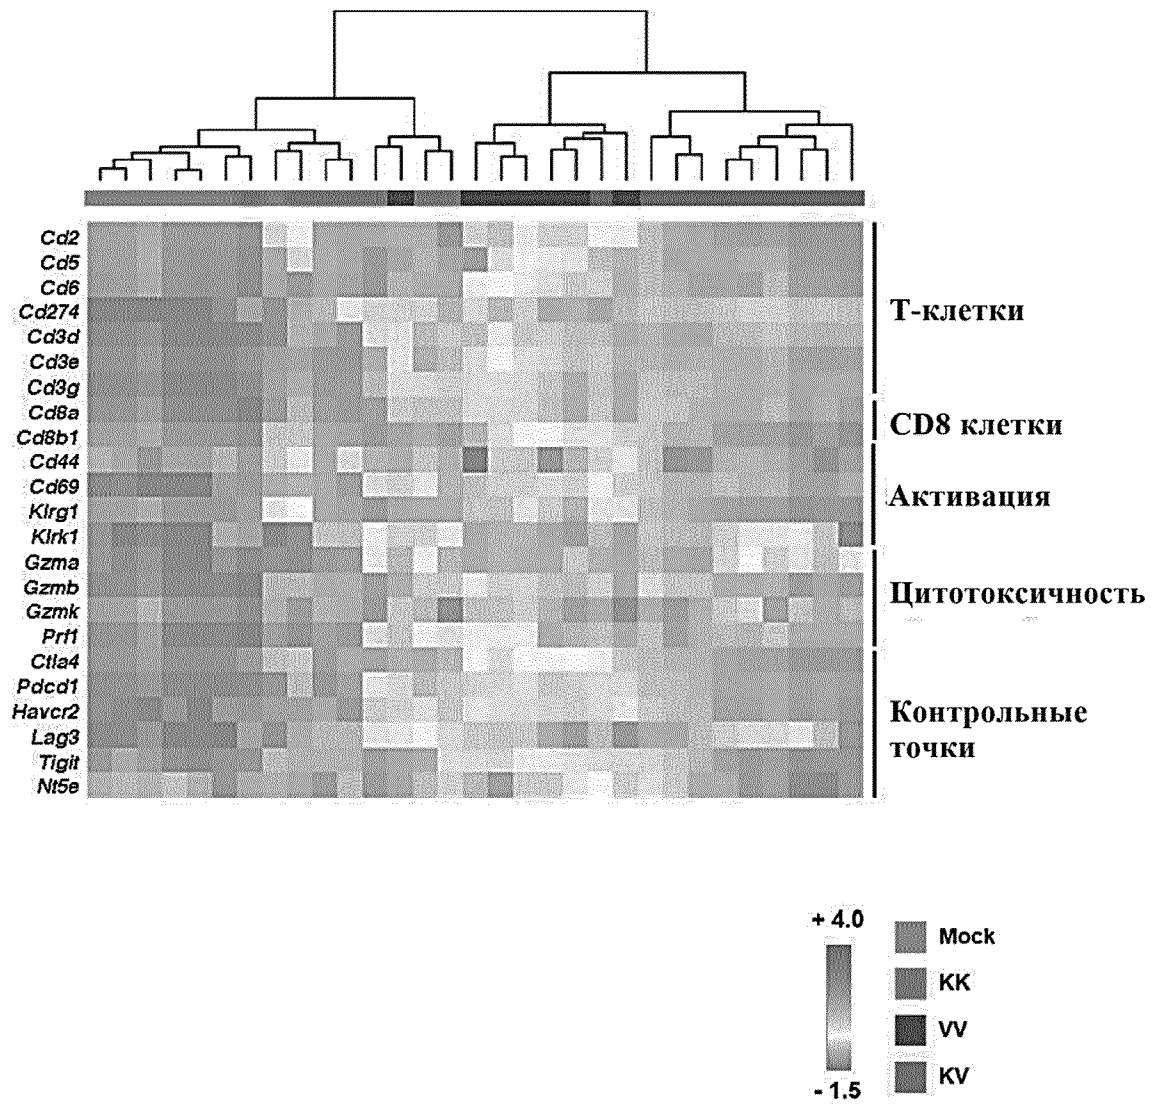 Cd2
Cd5
Cd6
Cd274
Cd3d
Cd3e
Cd3g
Cd8a
Cd8b1
Cd44
Cd69
Klrg1
Klrk1
Gzma
Gzmb
Gzmk
Prf1
Ctla4
Pdcd1
Havcr2
Lag3
Tigit
Nt5e
Т-клетки
CD8 клетки
Активация
Цитотоксичность
Контрольные
точки
+ 4.0
- 1.5
Mock
KK
VV
KV